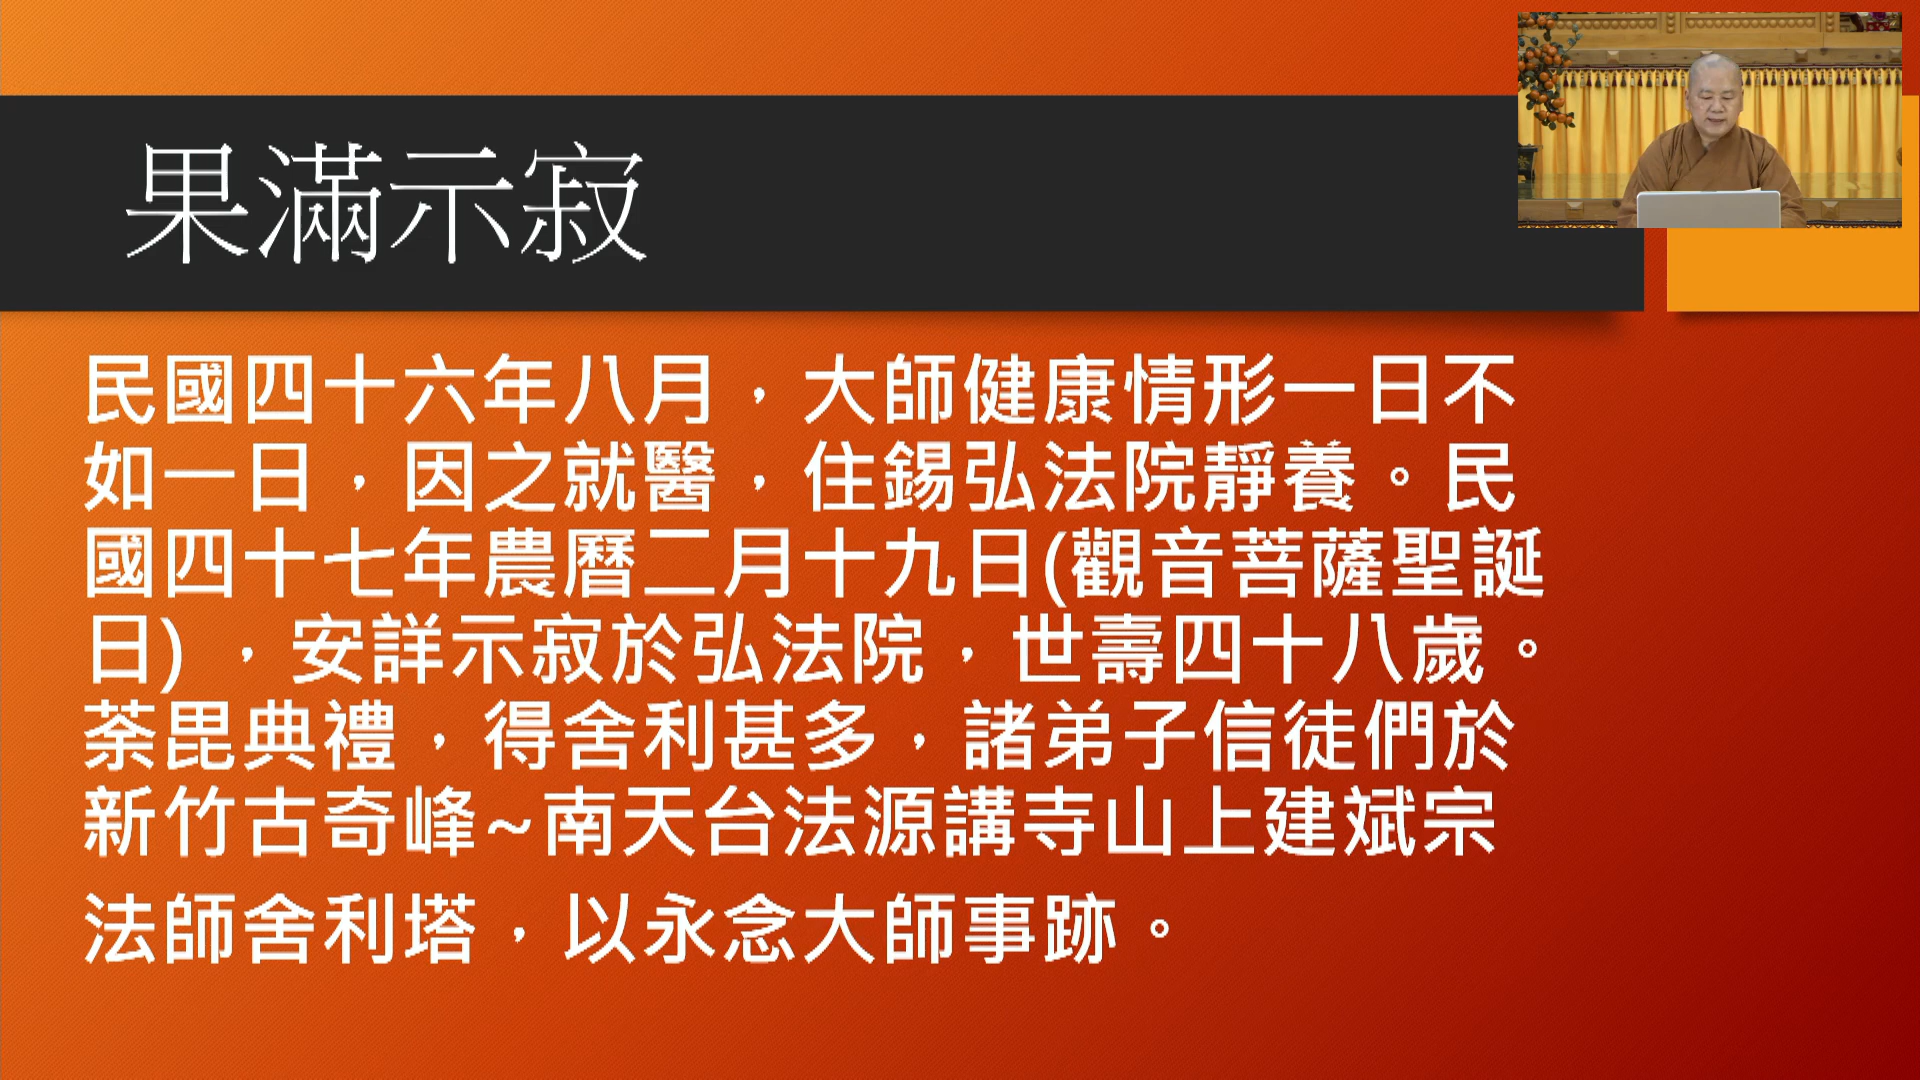 果滿示寂
民國四十六年八月，大師健康情形一日不
如一日，因之就醫，住錫弘法院靜養。民
國四十七年農曆二月十九日(觀音菩薩聖誕
日) ，安詳示寂於弘法院，世壽四十八歲。
荼毘典禮，得舍利甚多，諸弟子信徒們於
新竹古奇峰~南天台法源講寺山上建斌宗
法師舍利塔，以永念大師事跡。